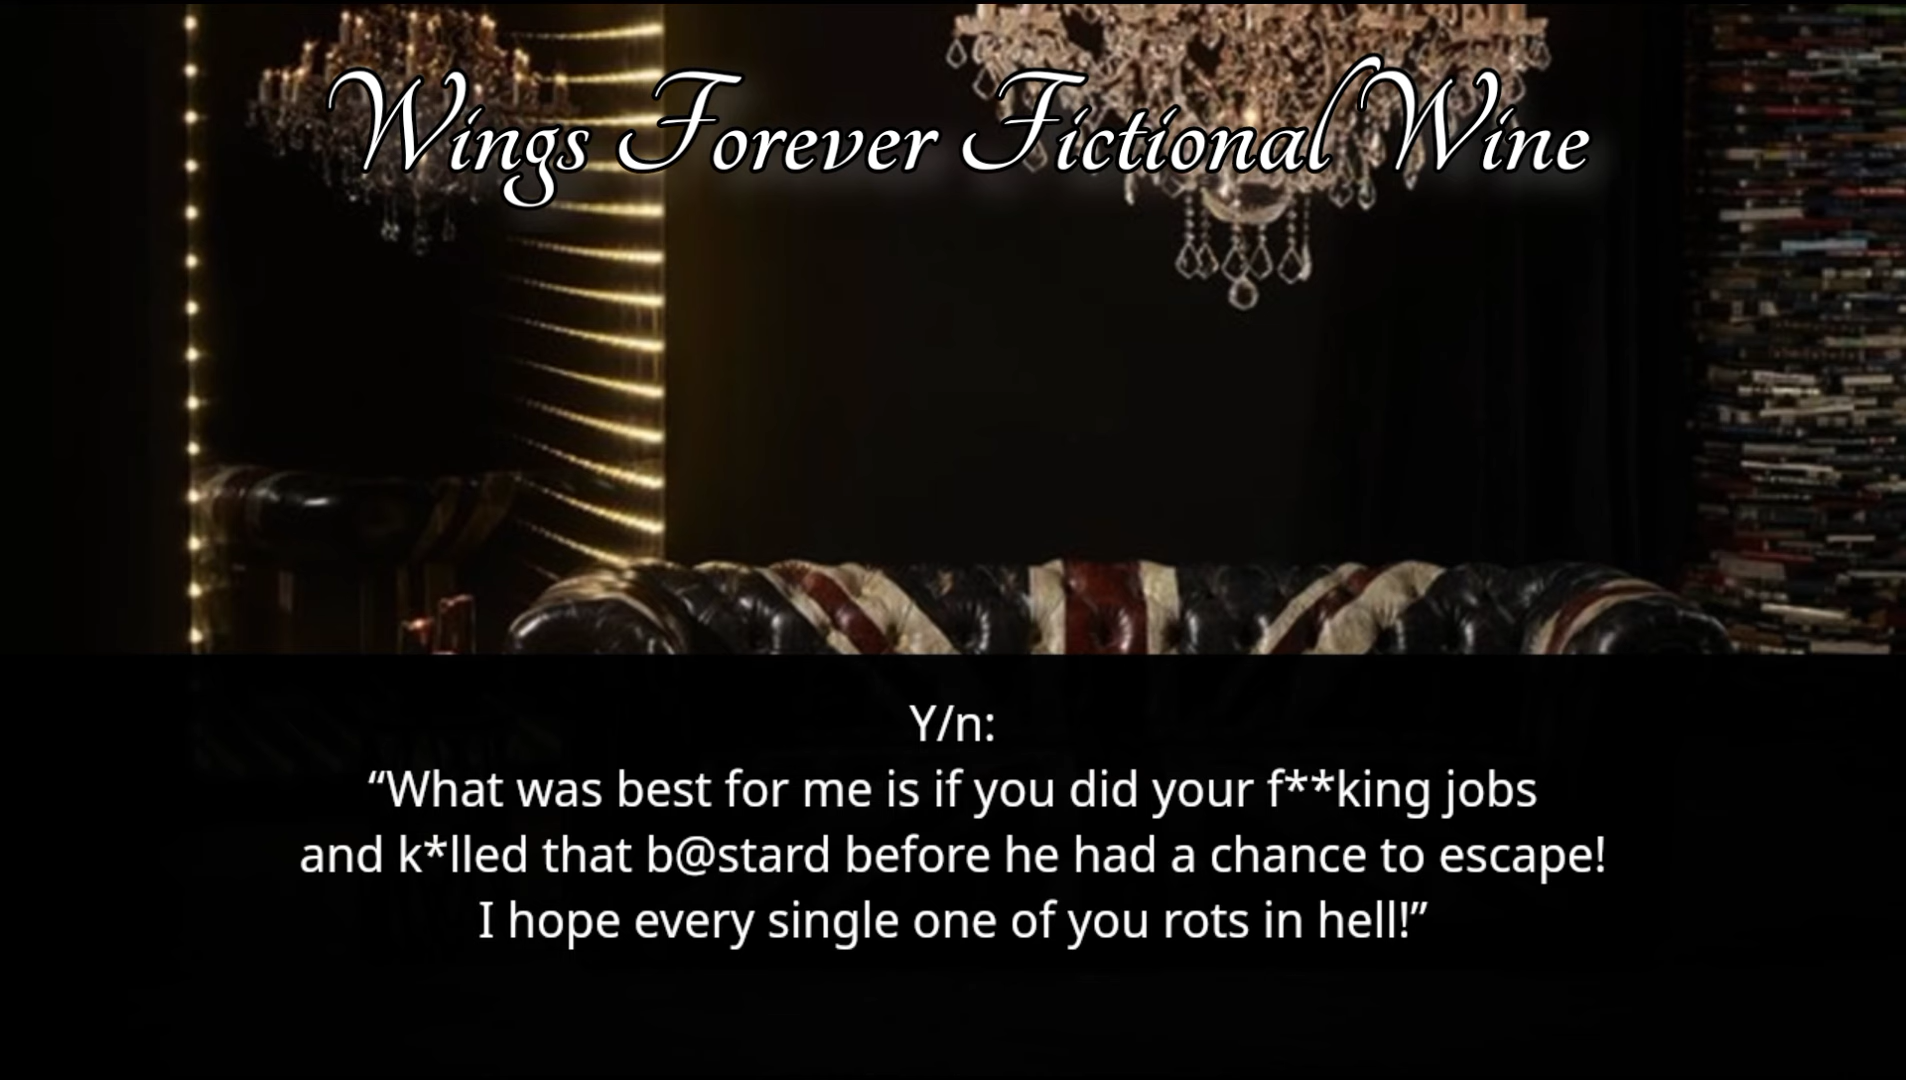 Wings Forever Fictional Wine
Y/n:
“What was best for me is if you did your f**king jobs
and k*lled that b@stard before he had a chance to escape!
I hope every single one of you rots in hell!”